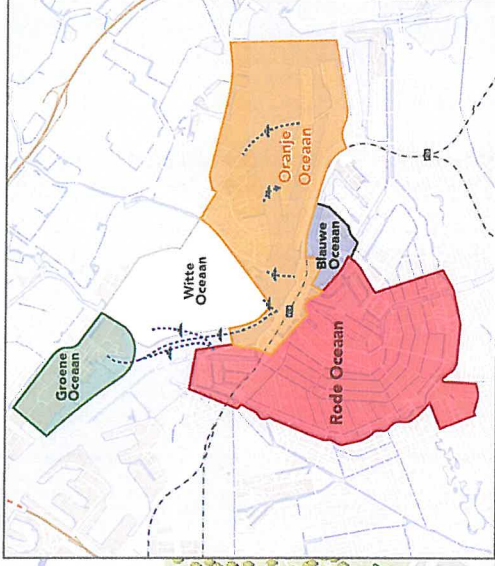 Groene
Oceaan
Witte
Oceaan
Oranje
Oceaan
Blauwe
Oceaan
Rode Oceaan